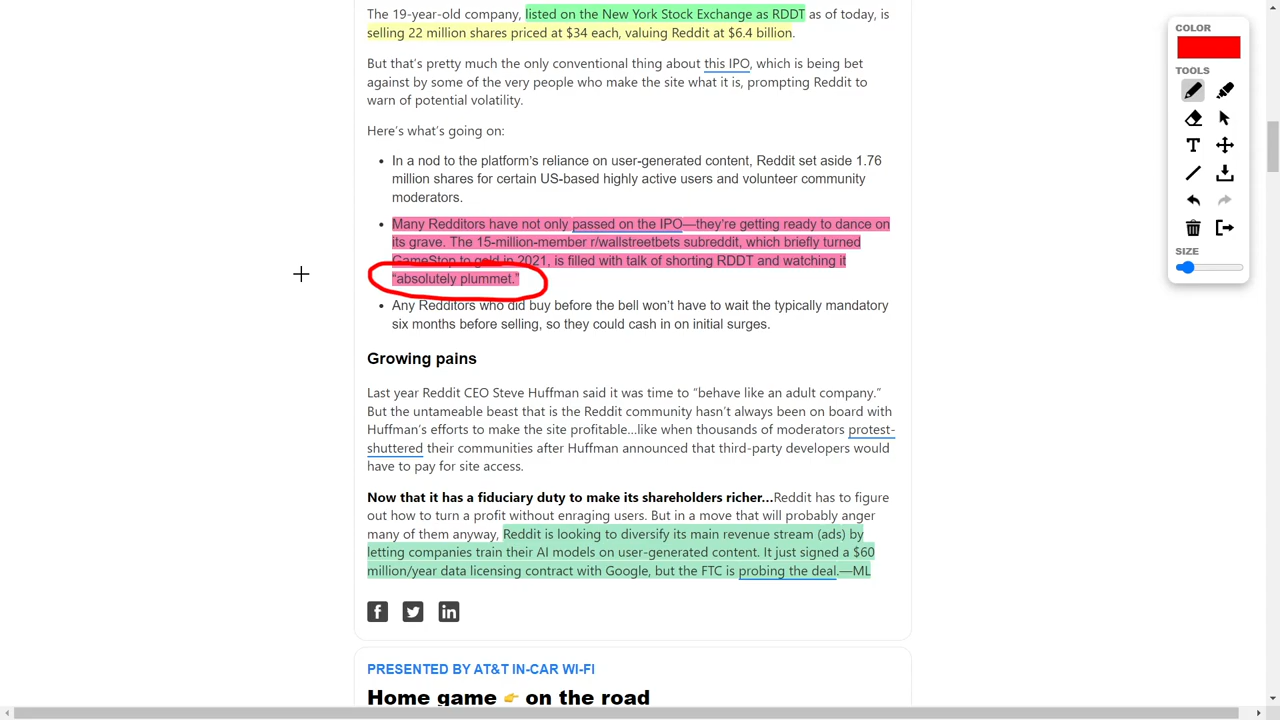 The 19-year-old company, listed on the New York Stock Exchange as RDDT as of today, is
selling 22 million shares priced at $34 each, valuing Reddit at $6.4 billion.
But that’s pretty much the only conventional thing about this IPO, which is being bet
against by some of the very people who make the site what it is, prompting Reddit to
warn of potential volatility.
Here’s what’s going on:
• In a nod to the platform’s reliance on user-generated content, Reddit set aside 1.76
million shares for certain US-based highly active users and volunteer community
moderators.
• Many Redditors have not only passed on the IPO—they’re getting ready to dance on
its grave. The 15-million-member r/wallstreetbets subreddit, which briefly turned
GameStop to gold in 2021, is filled with talk of shorting RDDT and watching it
“absolutely plummet.”
• Any Redditors who did buy before the bell won’t have to wait the typically mandatory
six months before selling, so they could cash in on initial surges.
Growing pains
Last year Reddit CEO Steve Huffman said it was time to “behave like an adult company.”
But the untameable beast that is the Reddit community hasn’t always been on board with
Huffman’s efforts to make the site profitable…like when thousands of moderators protest-
shuttered their communities after Huffman announced that third-party developers would
have to pay for site access.
Now that it has a fiduciary duty to make its shareholders richer…Reddit has to figure
out how to turn a profit without enraging users. But in a move that will probably anger
many of them anyway, Reddit is looking to diversify its main revenue stream (ads) by
letting companies train their AI models on user-generated content. It just signed a $60
million/year data licensing contract with Google, but the FTC is probing the deal.—ML
PRESENTED BY AT&T IN-CAR WI-FI
Home game 👉 on the road
COLOR
TOOLS
SIZE